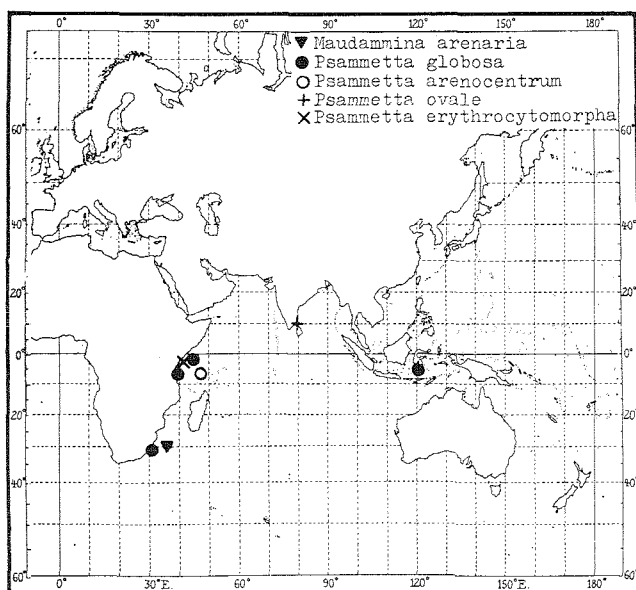 0° 30° 60° 90° 120° 150° 180°
Maudammina arenaria
Psammetta globosa
Psammetta arenocentrum
Psammetta ovale
Psammetta erythrocytomorpha
60° 60°
40° 40°
20° 20°
0° 0°
20° 20°
40° 40°
60° 60°
0° 30°E. 60° 90° 120° 150°E. 180°